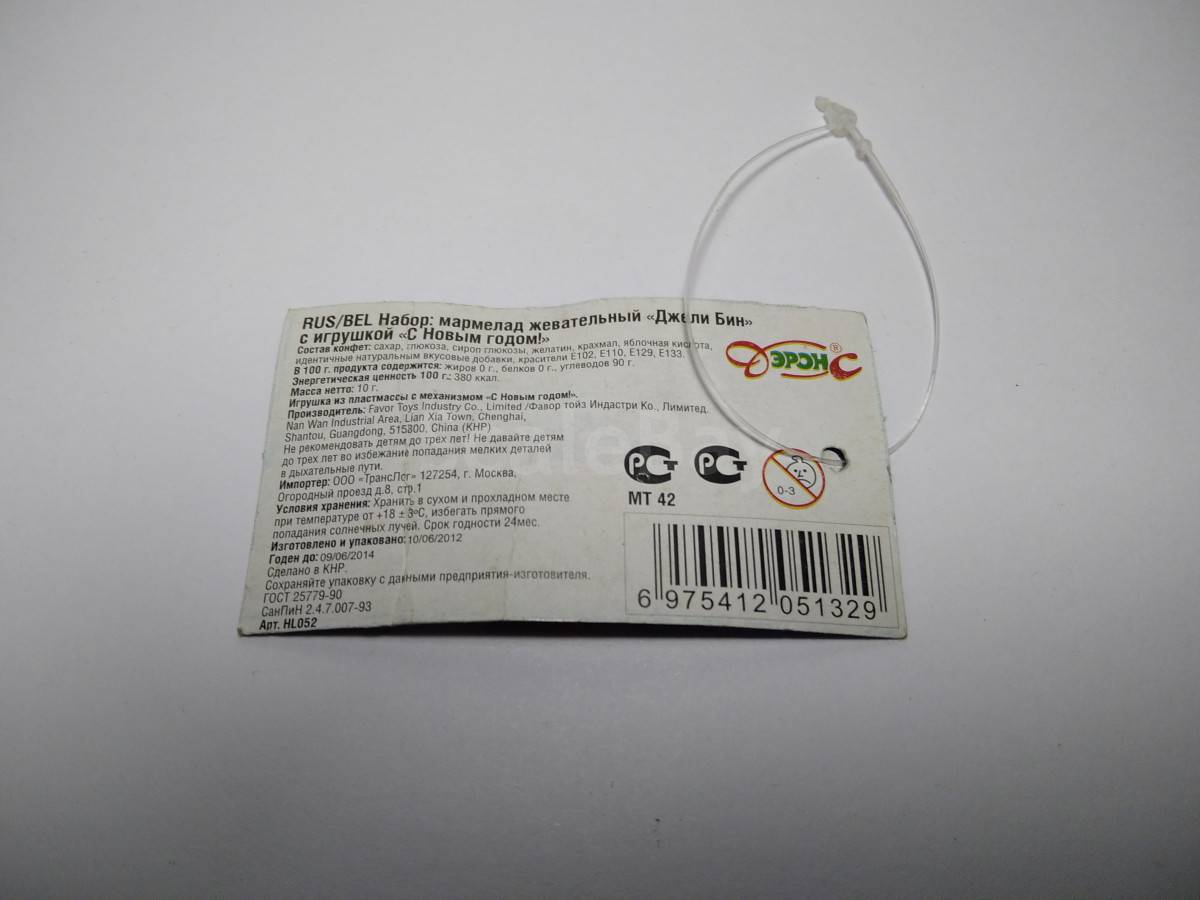 RUS/BEL Набор: мармелад жевательный «Джели Бин»
с игрушкой «С Новым годом!»
Состав конфет: сахар, глюкоза, сироп глюкозы, желатин, крахмал, яблочная кислота,
идентичные натуральным вкусовые добавки, красители Е102, Е110, Е129, Е133.
В 100 г. продукта содержится: жиров 0 г., белков 0 г., углеводов 90 г.
Энергетическая ценность 100 г.: 380 ккал.
Масса нетто: 10 г.
Игрушка из пластмассы с механизмом «С Новым годом!».
Производитель: Favor Toys Industry Co., Limited /Фавор тойз Индастри Ко., Лимитед.
Nan Wan Industrial Area, Lian Xia Town, Chenghai,
Shantou, Guangdong, 515800, China (КНР)
Не рекомендовать детям до трех лет! Не давайте детям
до трех лет во избежание попадания мелких деталей
в дыхательные пути.
Импортер: ООО «ТрансЛог» 127254, г. Москва,
Огородный проезд д.8, стр.1
Условия хранения: Хранить в сухом и прохладном месте
при температуре от +18 ± 3ºС, избегать прямого
попадания солнечных лучей. Срок годности 24мес.
Изготовлено и упаковано: 10/06/2012
Годен до: 09/06/2014
Сделано в КНР.
Сохраняйте упаковку с данными предприятия-изготовителя.
ГОСТ 25779-90
СанПиН 2.4.7.007-93
Арт. HL052
ЭРОН ®
РСТ РСТ
0-3
МТ 42
6 975412 051329